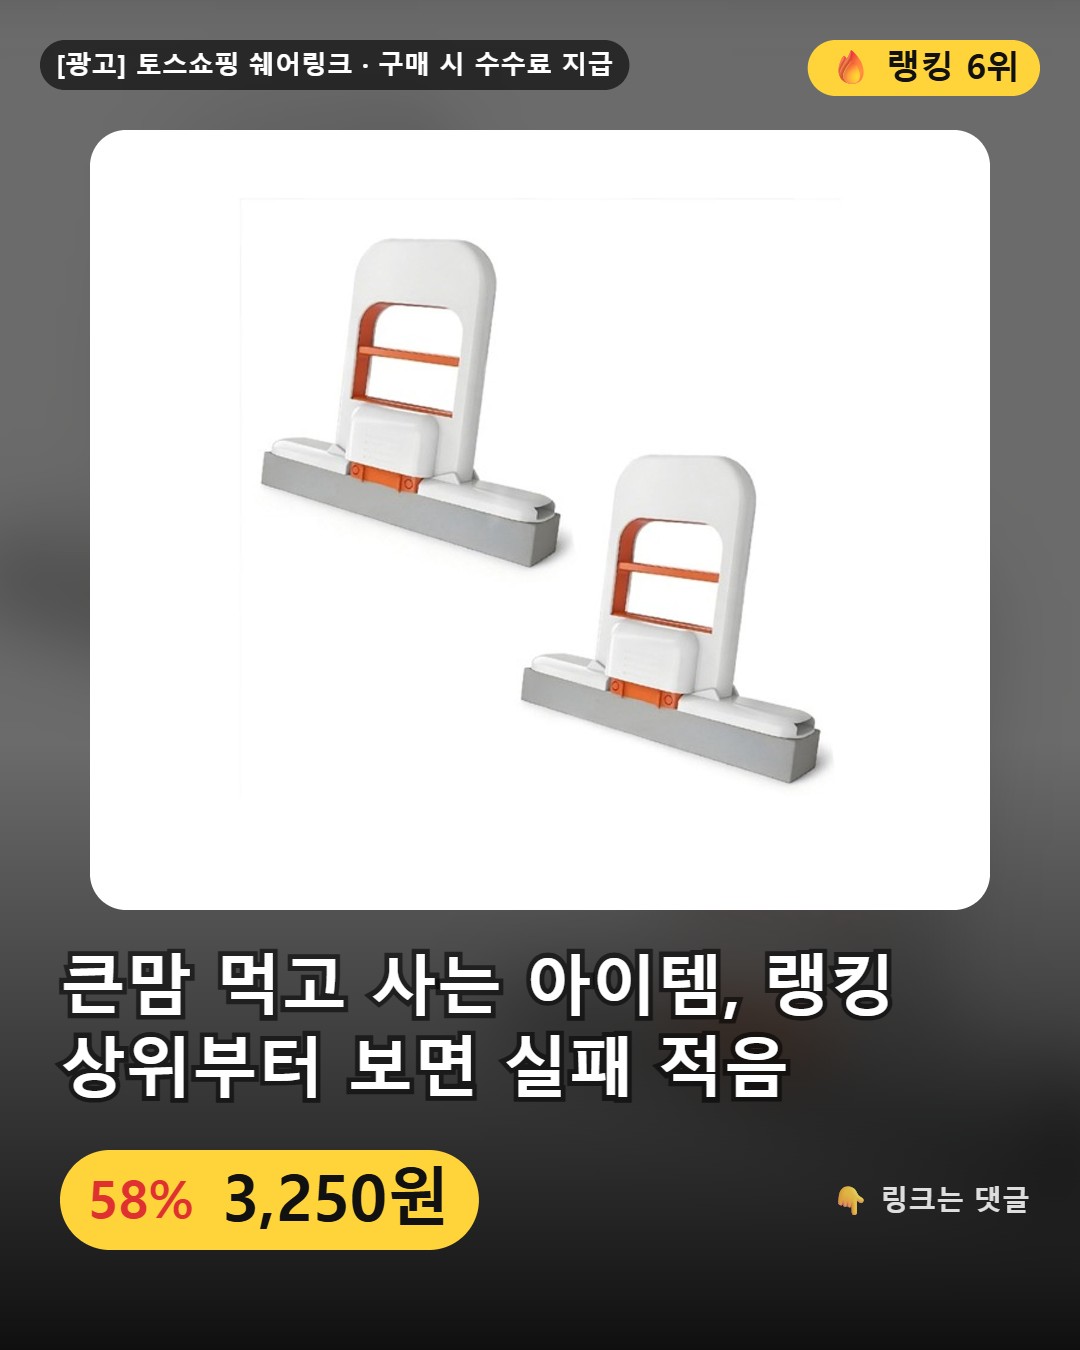 [광고] 토스쇼핑 쉐어링크 · 구매 시 수수료 지급
🔥 랭킹 6위
큰맘 먹고 사는 아이템, 랭킹
상위부터 보면 실패 적음
58% 3,250원
👇 링크는 댓글